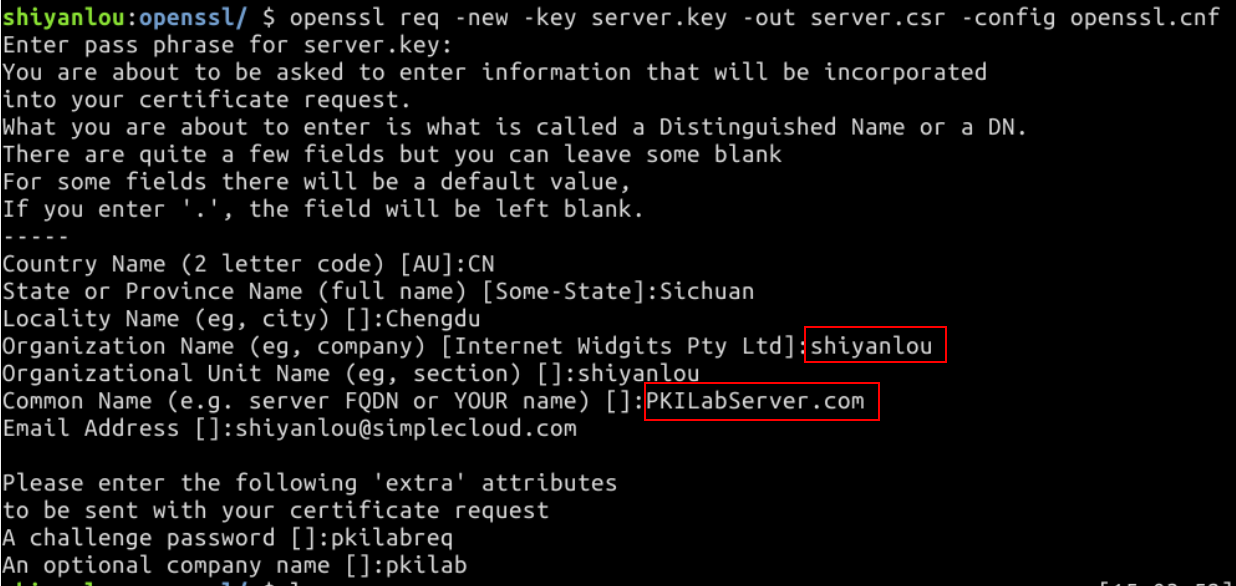 shiyanlou:openssl/ $ openssl req -new -key server.key -out server.csr -config openssl.cnf
Enter pass phrase for server.key:
You are about to be asked to enter information that will be incorporated
into your certificate request.
What you are about to enter is what is called a Distinguished Name or a DN.
There are quite a few fields but you can leave some blank
For some fields there will be a default value,
If you enter '.', the field will be left blank.
-----
Country Name (2 letter code) [AU]:CN
State or Province Name (full name) [Some-State]:Sichuan
Locality Name (eg, city) []:Chengdu
Organization Name (eg, company) [Internet Widgits Pty Ltd]:shiyanlou
Organizational Unit Name (eg, section) []:shiyanlou
Common Name (e.g. server FQDN or YOUR name) []:PKILabServer.com
Email Address []:shiyanlou@simplecloud.com
Please enter the following 'extra' attributes
to be sent with your certificate request
A challenge password []:pkilabreq
An optional company name []:pkilab